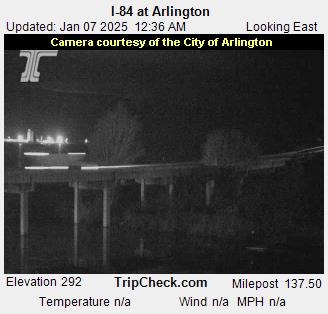 I-84 at Arlington
Updated: Jan 07 2025 12:36 AM Looking East
Camera courtesy of the City of Arlington
Elevation 292 TripCheck.com Milepost 137.50
Temperature n/a Wind n/a MPH n/a